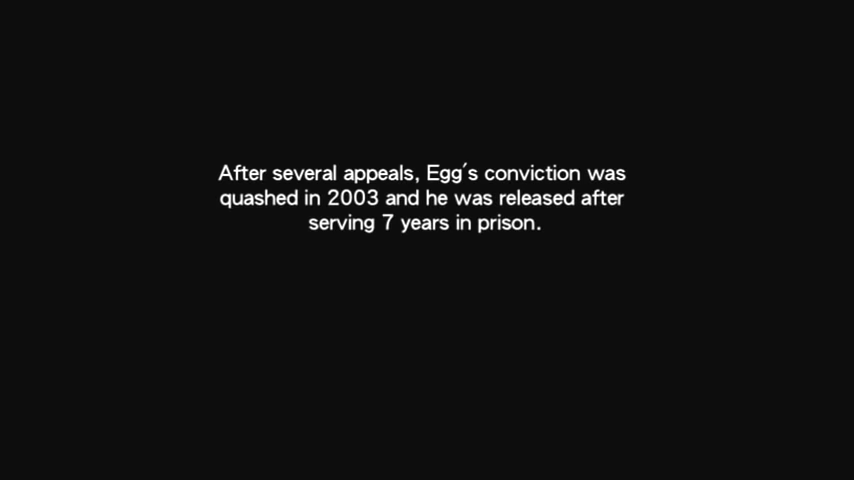 After several appeals, Egg's conviction was
quashed in 2003 and he was released after
serving 7 years in prison.